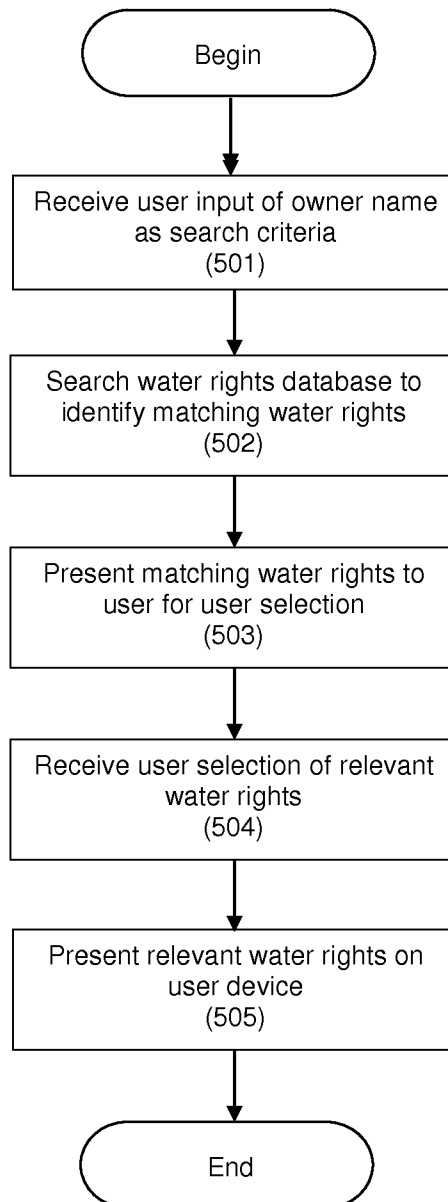 Begin
Receive user input of owner name
as search criteria
(501)
Search water rights database to
identify matching water rights
(502)
Present matching water rights to
user for user selection
(503)
Receive user selection of relevant
water rights
(504)
Present relevant water rights on
user device
(505)
End